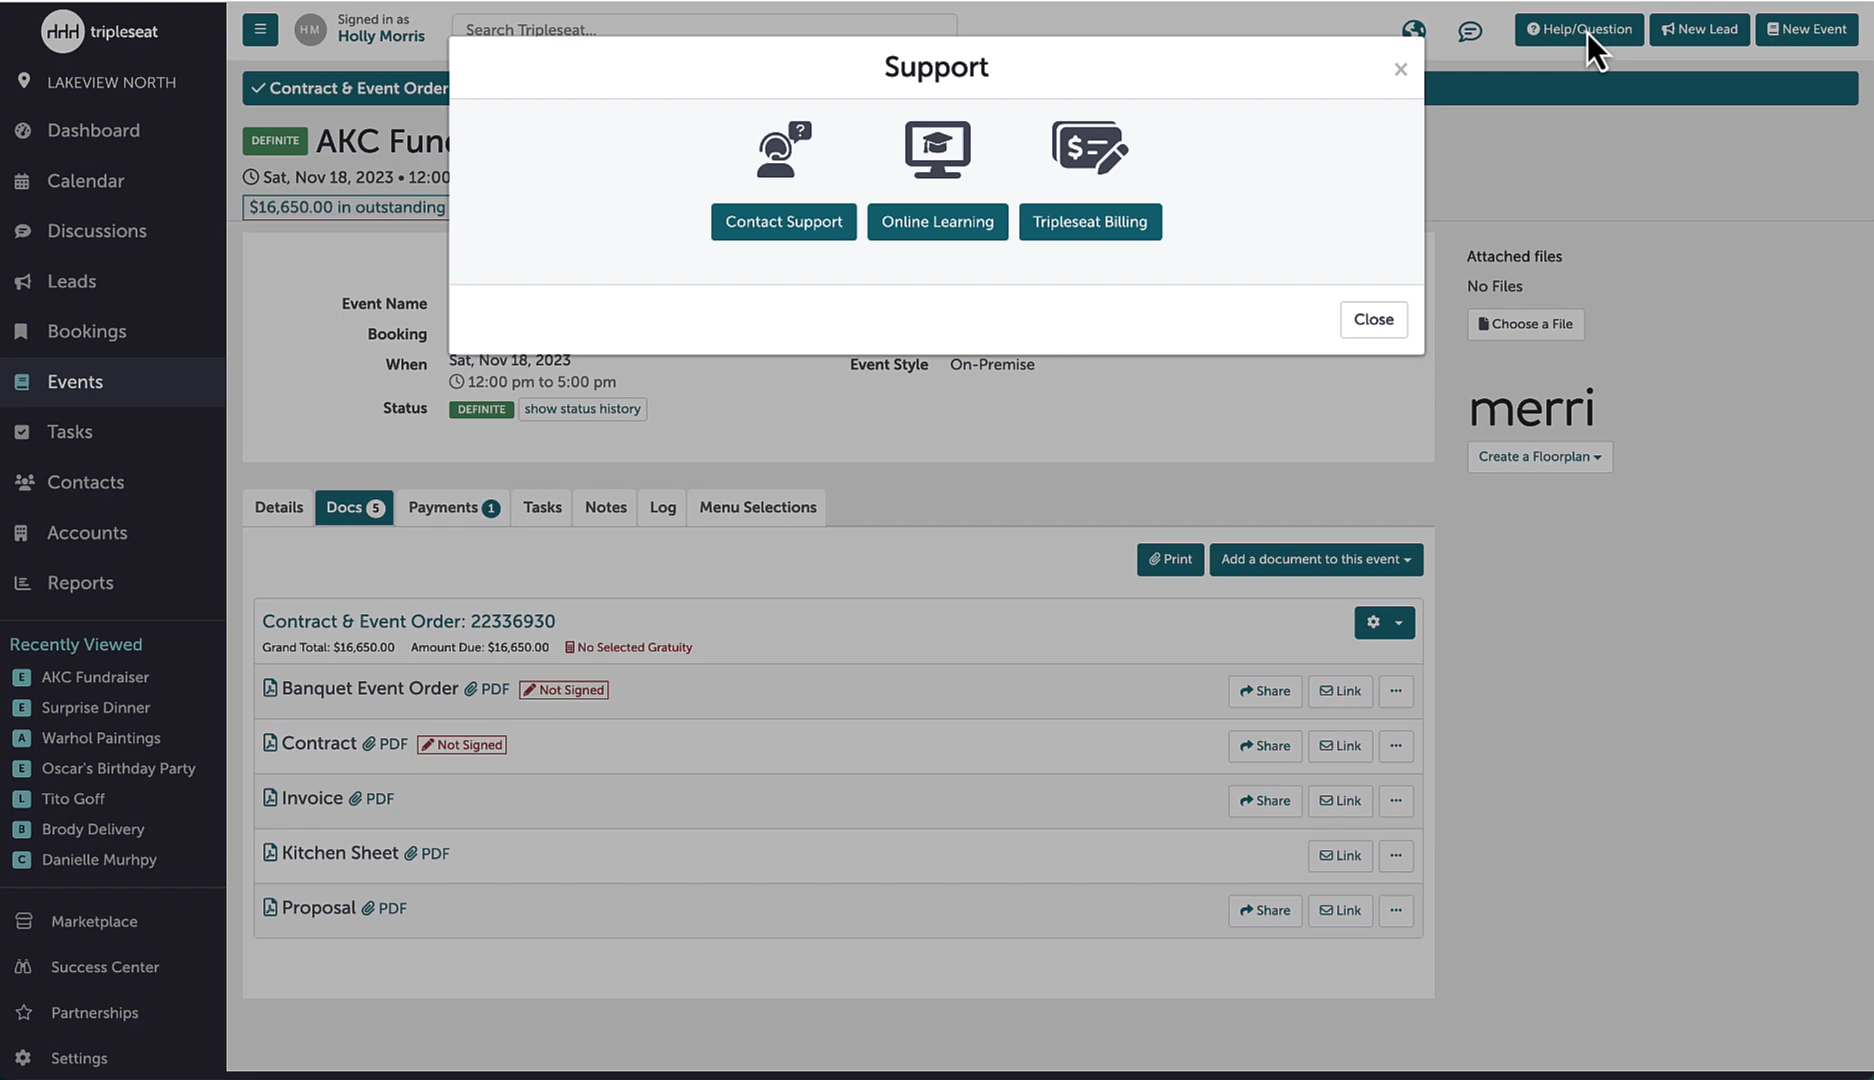 tripleseat
LAKEVIEW NORTH
Dashboard
Calendar
Discussions
Leads
Bookings
Events
Tasks
Contacts
Accounts
Reports
Recently Viewed
E AKC Fundraiser
E Surprise Dinner
A Warhol Paintings
E Oscar's Birthday Party
L Tito Goff
B Brody Delivery
C Danielle Murhpy
Marketplace
Success Center
Partnerships
Settings
HM
Signed in as
Holly Morris
Search Tripleseat...
Help/Question
New Lead
New Event
Contract & Event Order
DEFINITE AKC Fun
Sat, Nov 18, 2023 • 12:00
$16,650.00 in outstanding
Support
×
Contact Support
Online Learning
Tripleseat Billing
Close
Event Name
Booking
When Sat, Nov 18, 2023
12:00 pm to 5:00 pm
Event Style On-Premise
Status DEFINITE show status history
Attached files
No Files
Choose a File
merri
Create a Floorplan
Details Docs 5 Payments 1 Tasks Notes Log Menu Selections
Print Add a document to this event
Contract & Event Order: 22336930
Grand Total: $16,650.00 Amount Due: $16,650.00 No Selected Gratuity
Banquet Event Order PDF Not Signed Share Link ...
Contract PDF Not Signed Share Link ...
Invoice PDF Share Link ...
Kitchen Sheet PDF Link ...
Proposal PDF Share Link ...